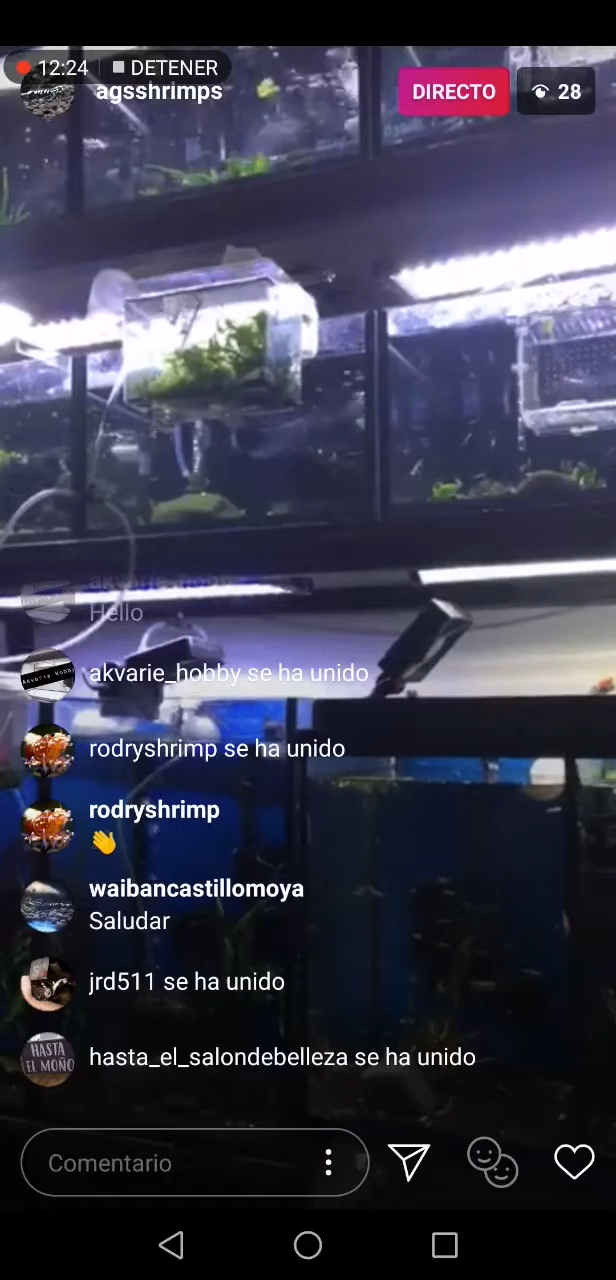 12:24 DETENER
agsshrimps
DIRECTO 28
Hello
akvarie_hobby se ha unido
rodryshrimp se ha unido
rodryshrimp
👋
waibancastillomoya
Saludar
jrd511 se ha unido
HASTA
EL MOÑO
hasta_el_salondebelleza se ha unido
Comentario